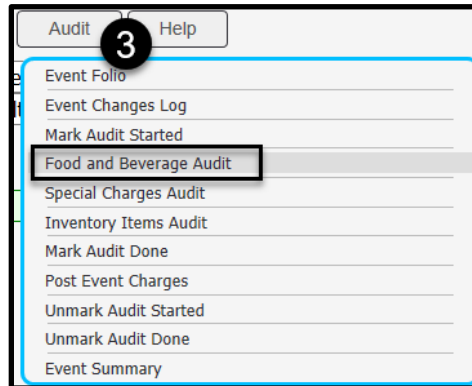 Audit
Help
3
Event Folio
Event Changes Log
Mark Audit Started
Food and Beverage Audit
Special Charges Audit
Inventory Items Audit
Mark Audit Done
Post Event Charges
Unmark Audit Started
Unmark Audit Done
Event Summary